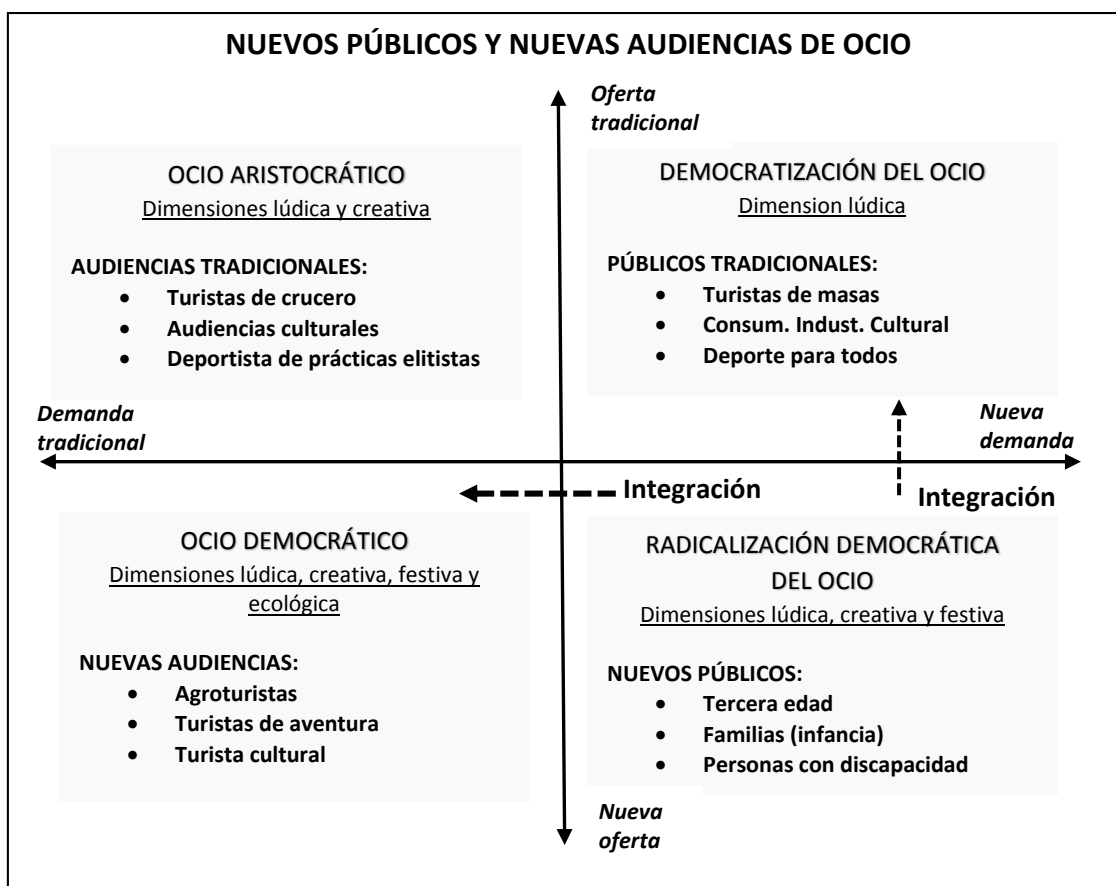 NUEVOS PÚBLICOS Y NUEVAS AUDIENCIAS DE OCIO
Oferta
tradicional
OCIO ARISTOCRÁTICO
Dimensiones lúdica y creativa
AUDIENCIAS TRADICIONALES:
• Turistas de crucero
• Audiencias culturales
• Deportista de prácticas elitistas
DEMOCRATIZACIÓN DEL OCIO
Dimension lúdica
PÚBLICOS TRADICIONALES:
• Turistas de masas
• Consum. Indust. Cultural
• Deporte para todos
Demanda
tradicional
Nueva
demanda
Integración
Integración
OCIO DEMOCRÁTICO
Dimensiones lúdica, creativa, festiva y
ecológica
NUEVAS AUDIENCIAS:
• Agroturistas
• Turistas de aventura
• Turista cultural
RADICALIZACIÓN DEMOCRÁTICA
DEL OCIO
Dimensiones lúdica, creativa y festiva
NUEVOS PÚBLICOS:
• Tercera edad
• Familias (infancia)
• Personas con discapacidad
Nueva
oferta